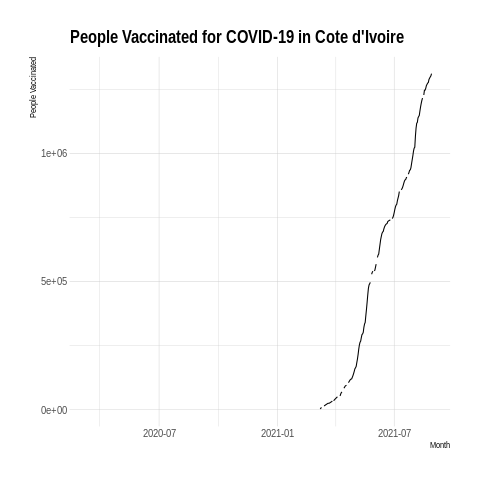 People Vaccinated for COVID-19 in Cote d'Ivoire
People Vaccinated
1e+06
5e+05
0e+00
2020-07
2021-01
2021-07
Month